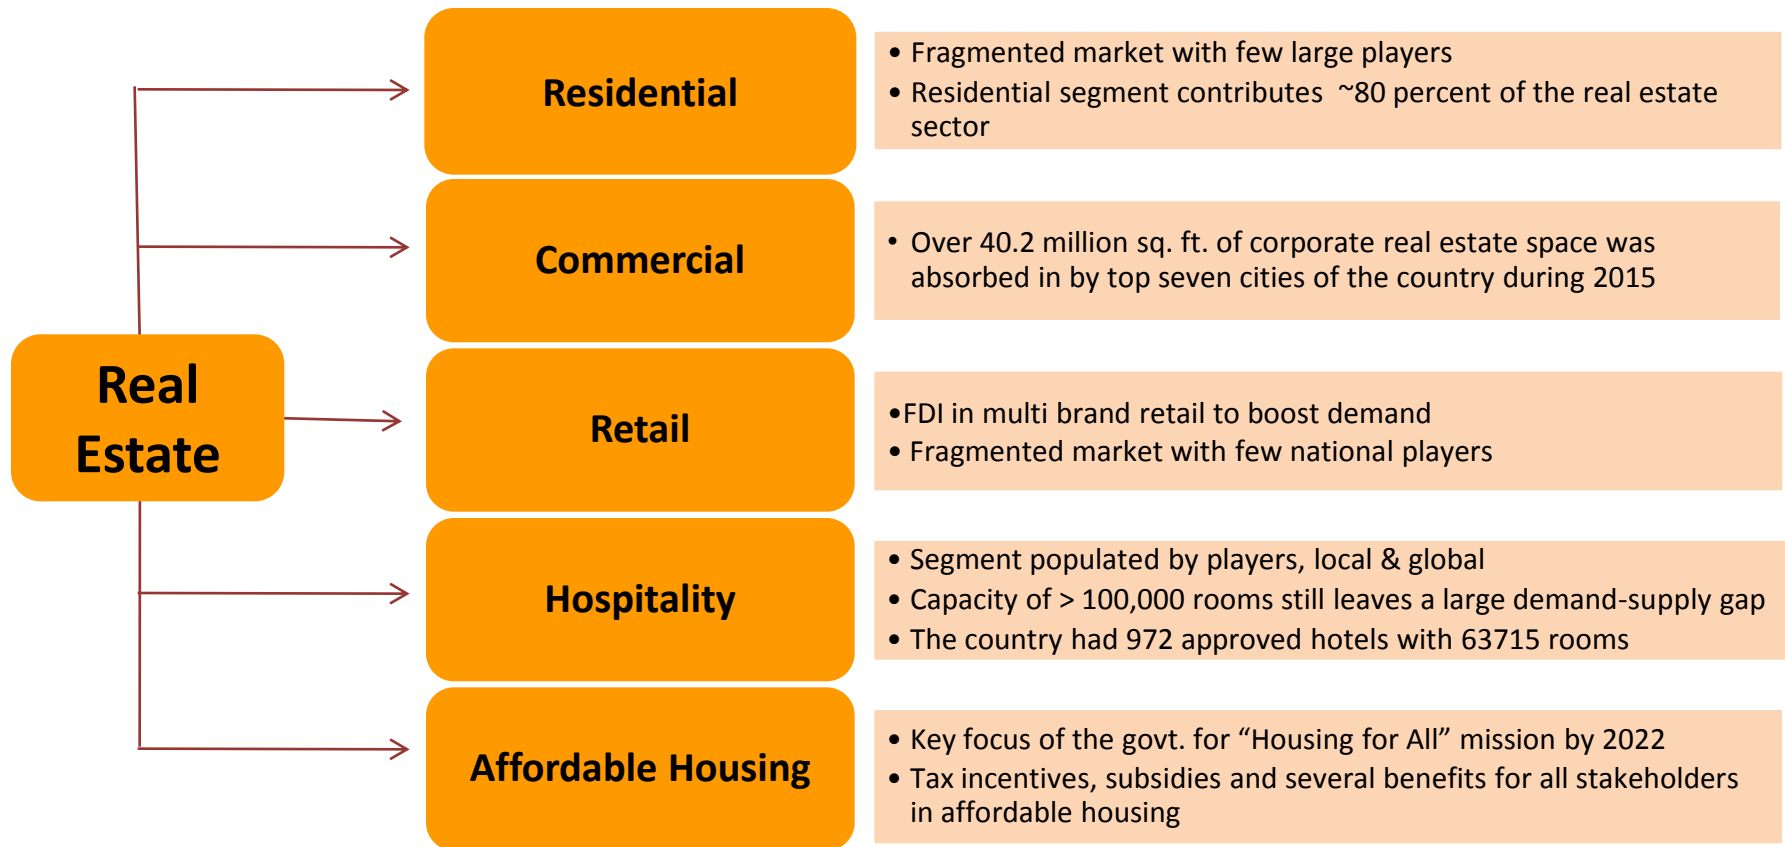 Real
Estate
Residential
• Fragmented market with few large players
• Residential segment contributes ~80 percent of the real estate
sector
Commercial
• Over 40.2 million sq. ft. of corporate real estate space was
absorbed in by top seven cities of the country during 2015
Retail
•FDI in multi brand retail to boost demand
• Fragmented market with few national players
Hospitality
• Segment populated by players, local & global
• Capacity of > 100,000 rooms still leaves a large demand-supply gap
• The country had 972 approved hotels with 63715 rooms
Affordable Housing
• Key focus of the govt. for “Housing for All” mission by 2022
• Tax incentives, subsidies and several benefits for all stakeholders
in affordable housing